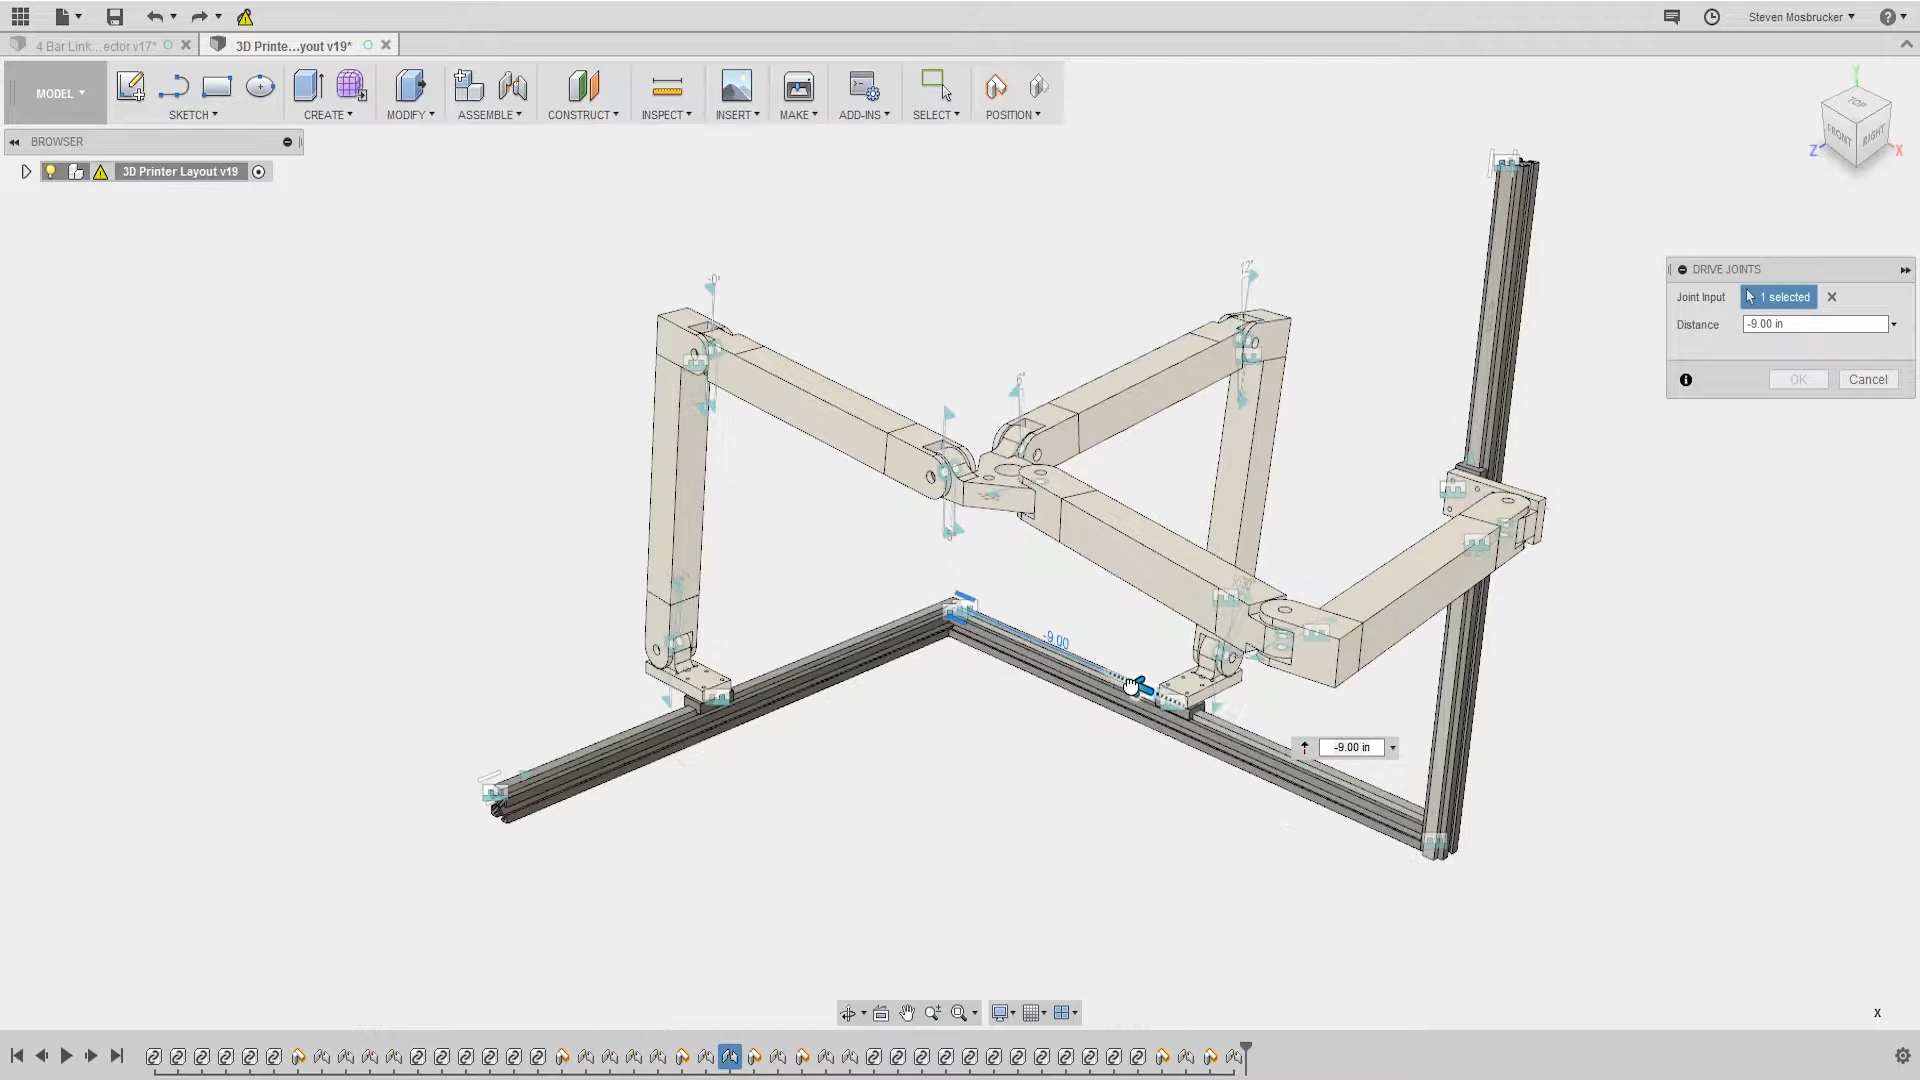 Steven Mosbrucker
4 Bar Link...ector v17*
3D Printe...yout v19*
MODEL
SKETCH
CREATE
MODIFY
ASSEMBLE
CONSTRUCT
INSPECT
INSERT
MAKE
ADD-INS
SELECT
POSITION
BROWSER
3D Printer Layout v19
Y
TOP
FRONT
RIGHT
Z
X
DRIVE JOINTS
Joint Input
1 selected
Distance
-9.00 in
OK
Cancel
-9.00
-9.00 in
X